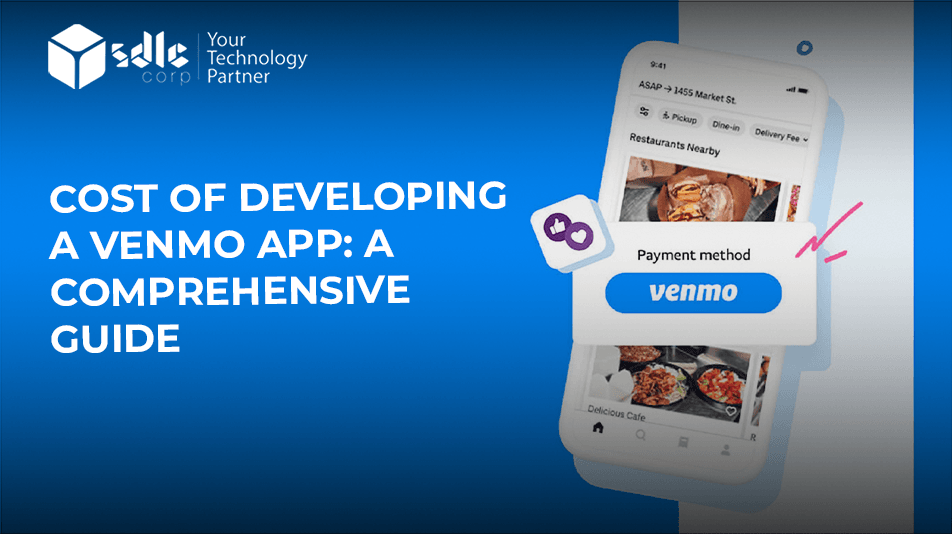 sdlc
corp
Your
Technology
Partner
COST OF DEVELOPING
A VENMO APP: A
COMPREHENSIVE
GUIDE
9:41
ASAP → 1455 Market St.
Pickup
Dine-in
Delivery Fee
Restaurants Nearby
Payment method
venmo
Delicious Cafe
R